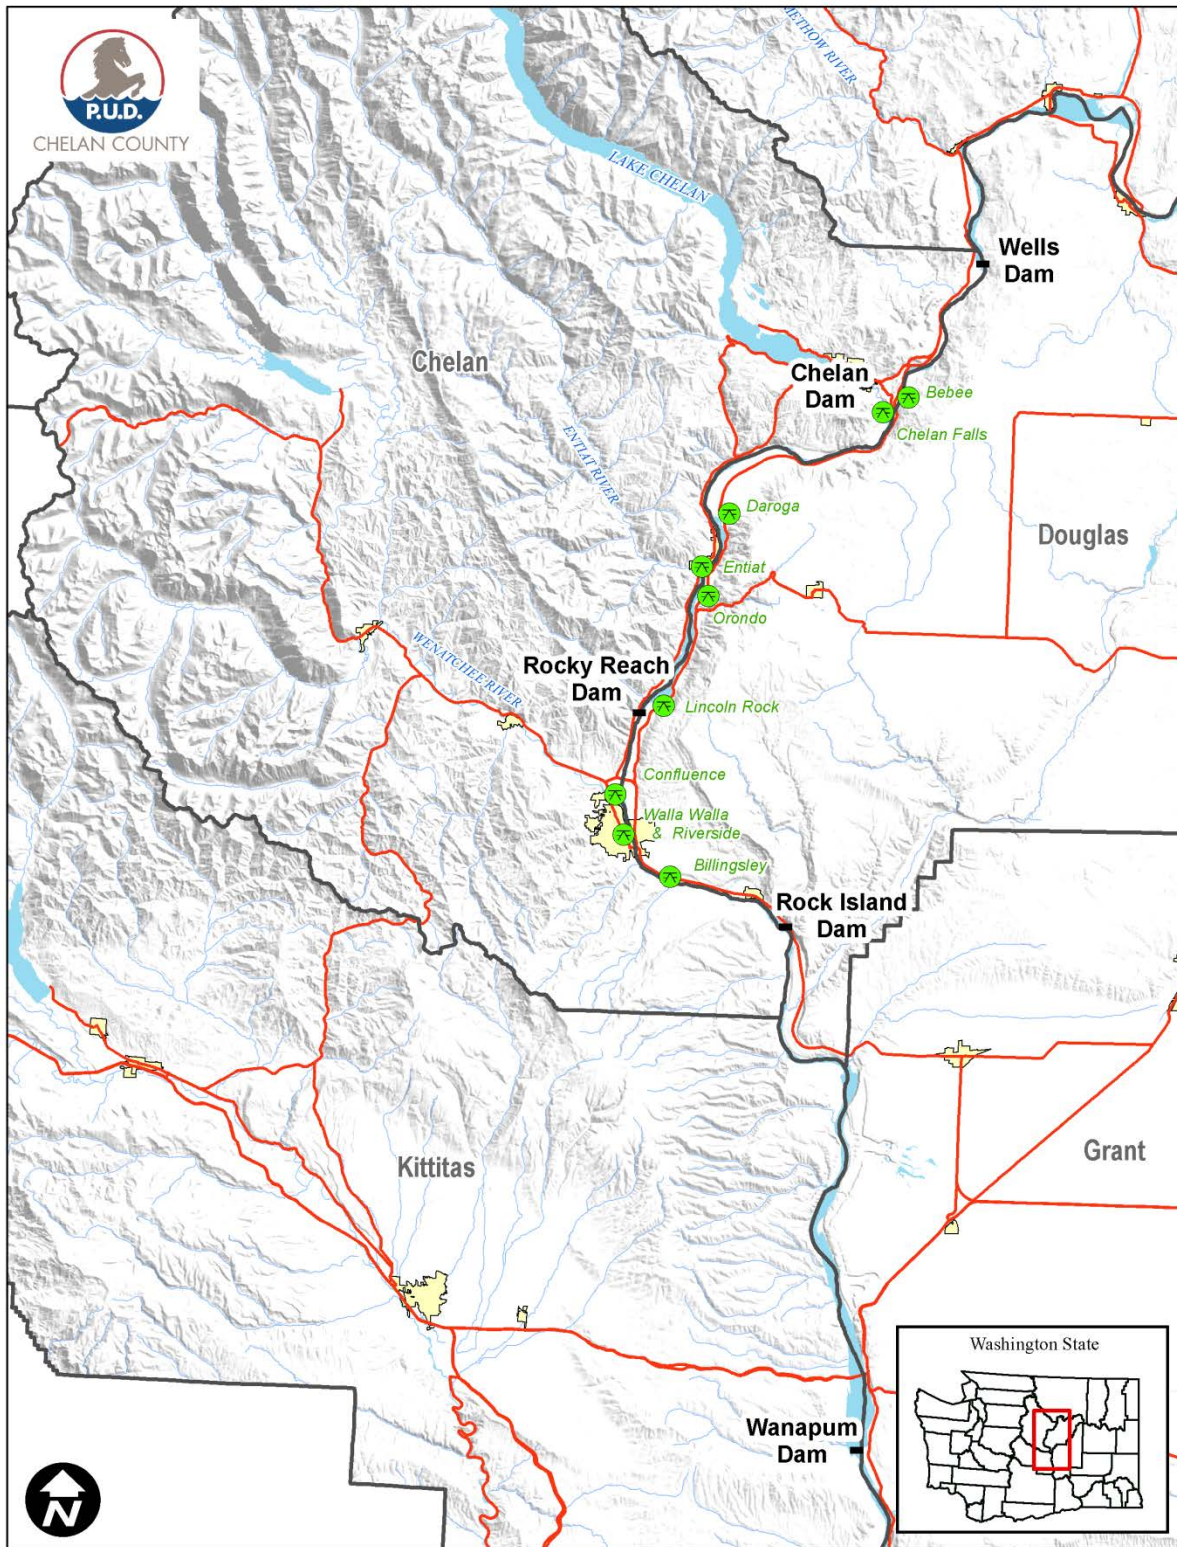 METHOW RIVER
P.U.D.
CHELAN COUNTY
LAKE CHELAN
Wells
Dam
Chelan
Chelan
Dam
Bebee
Chelan Falls
ENTIAT RIVER
Daroga
Douglas
Entiat
Orondo
WENATCHEE RIVER
Rocky Reach
Dam
Lincoln Rock
Confluence
Walla Walla
& Riverside
Billingsley
Rock Island
Dam
Kittitas
Grant
Washington State
Wanapum
Dam
N